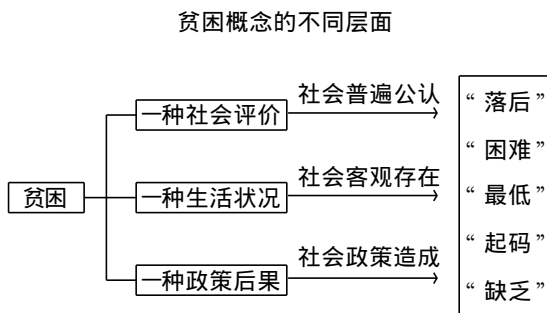 贫困概念的不同层面
社会普遍公认
一种社会评价
“落后”
“困难”
社会客观存在
贫困
一种生活状况
“最低”
“起码”
社会政策造成
一种政策后果
“缺乏”